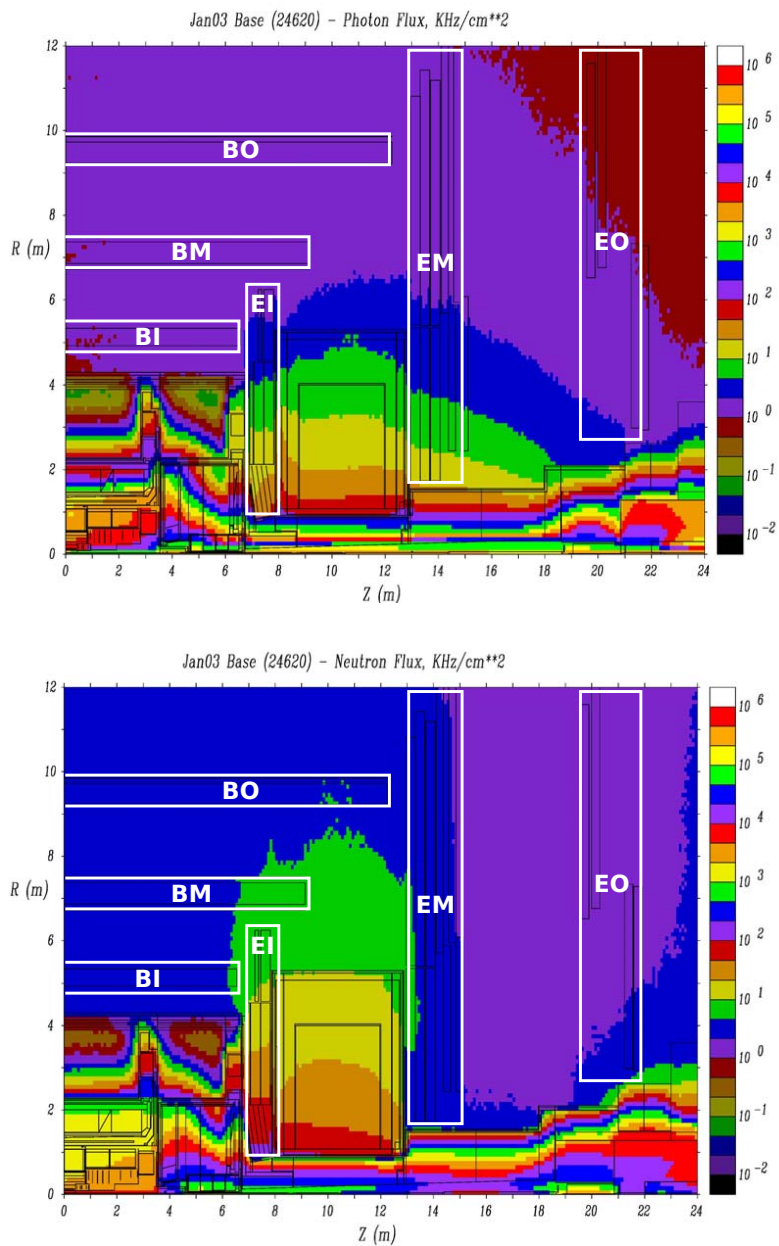 Jan03 Base (24620) - Photon Flux, KHz/cm**2
12
10
8
R (m)
6
4
2
0
BO
BM
BI
EI
EM
EO
10 6
10 5
10 4
10 3
10 2
10 1
10 0
10 -1
10 -2
0 2 4 6 8 10 12 14 16 18 20 22 24
Z (m)
Jan03 Base (24620) - Neutron Flux, KHz/cm**2
12
10
8
R (m)
6
4
2
0
BO
BM
BI
EI
EM
EO
10 6
10 5
10 4
10 3
10 2
10 1
10 0
10 -1
10 -2
0 2 4 6 8 10 12 14 16 18 20 22 24
Z (m)